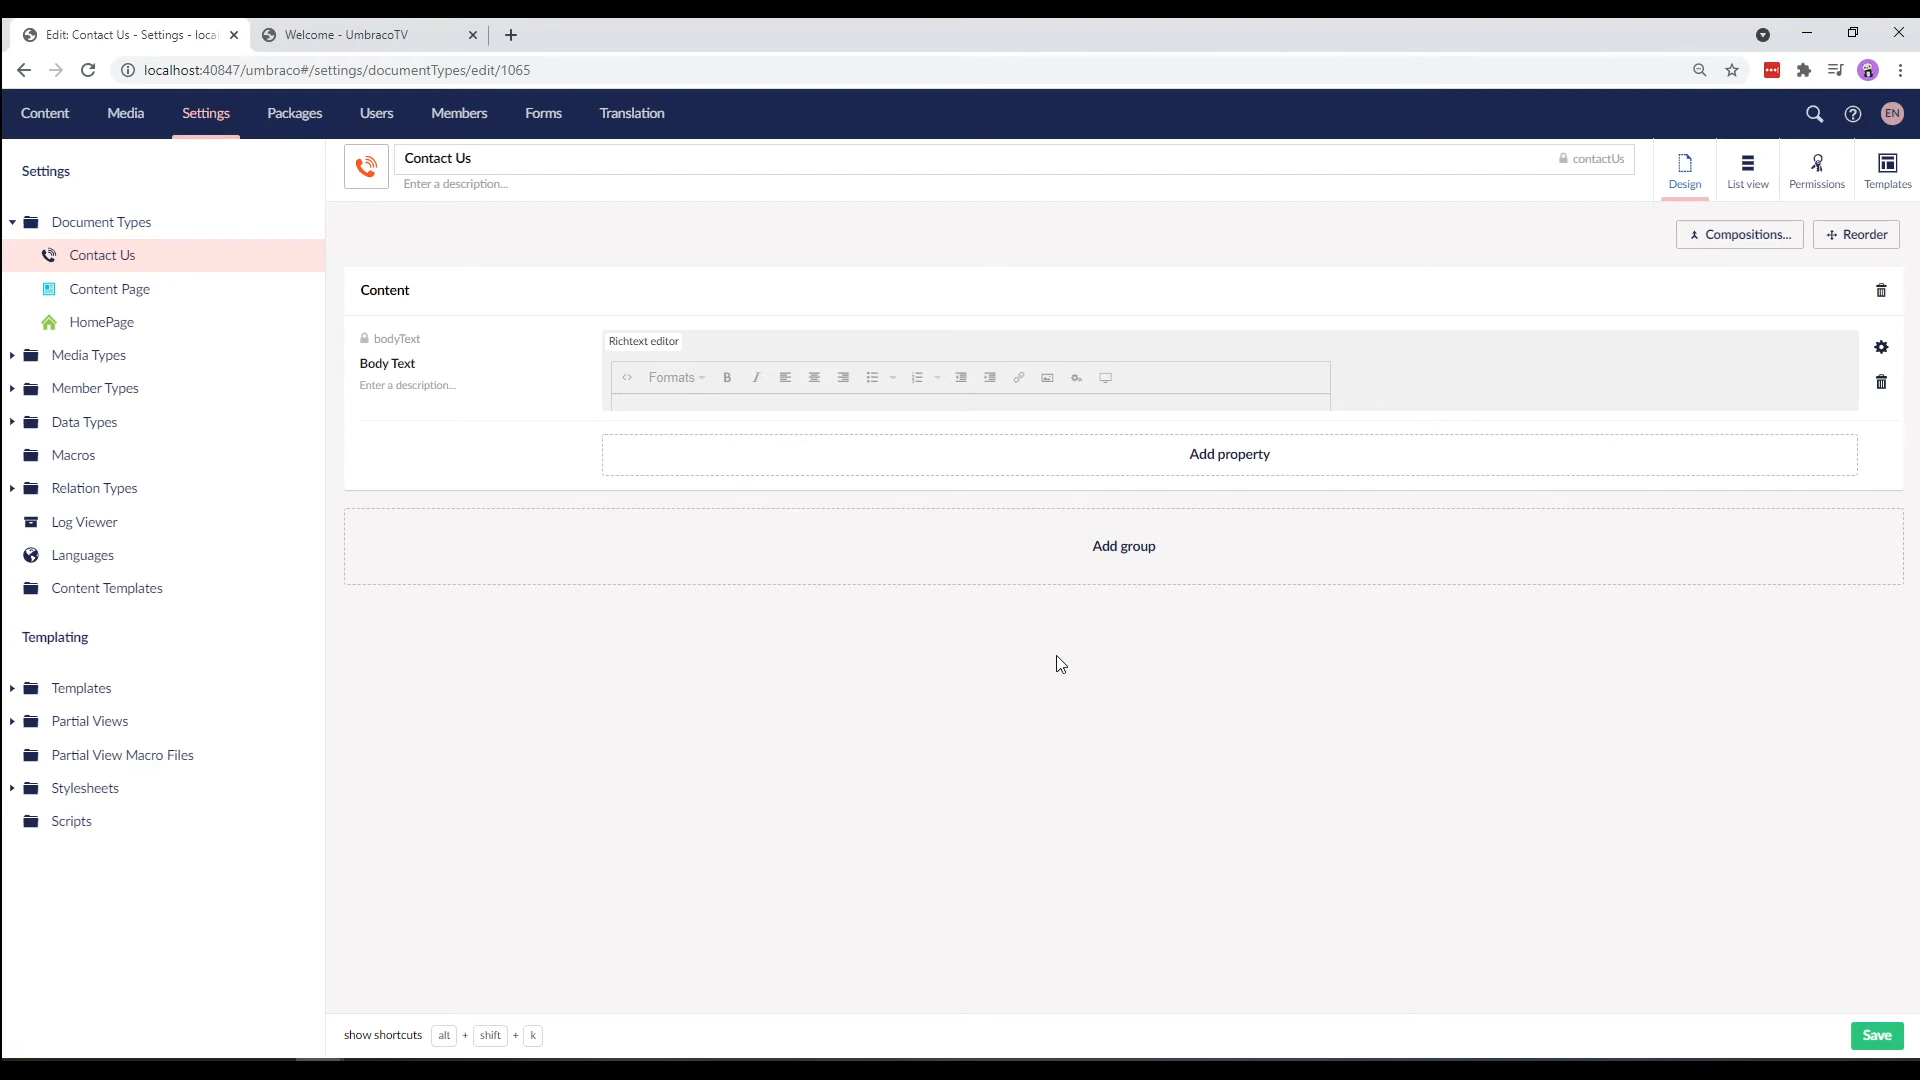 Edit: Contact Us - Settings - loca
Welcome - UmbracoTV
localhost:40847/umbraco#/settings/documentTypes/edit/1065
Content Media Settings Packages Users Members Forms Translation
EN
Settings
Document Types
Contact Us
Content Page
HomePage
Media Types
Member Types
Data Types
Macros
Relation Types
Log Viewer
Languages
Content Templates
Templating
Templates
Partial Views
Partial View Macro Files
Stylesheets
Scripts
Contact Us
contactUs
Enter a description...
Design
List view
Permissions
Templates
Compositions...
Reorder
Content
bodyText
Body Text
Enter a description...
Richtext editor
Formats
B I
Add property
Add group
show shortcuts alt + shift + k
Save